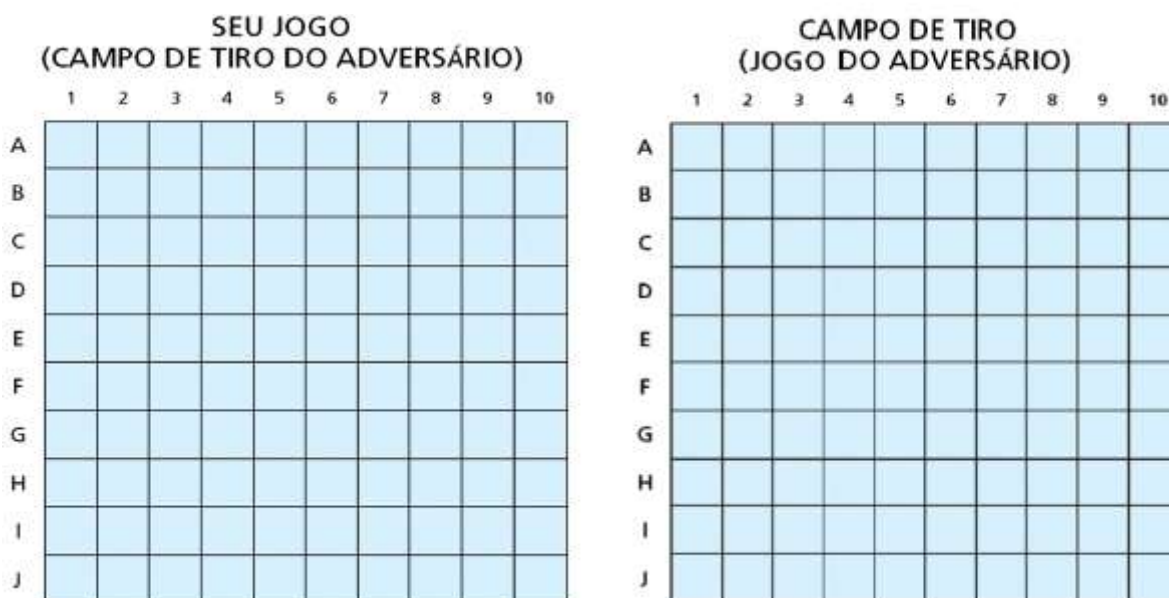 SEU JOGO
(CAMPO DE TIRO DO ADVERSÁRIO)
1 2 3 4 5 6 7 8 9 10
A
B
C
D
E
F
G
H
I
J
CAMPO DE TIRO
(JOGO DO ADVERSÁRIO)
1 2 3 4 5 6 7 8 9 10
A
B
C
D
E
F
G
H
I
J